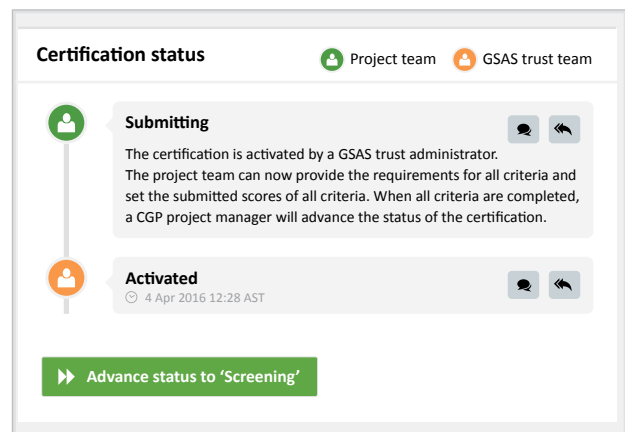 Certification status
Project team
GSAS trust team
Submitting
The certification is activated by a GSAS trust administrator.
The project team can now provide the requirements for all criteria and
set the submitted scores of all criteria. When all criteria are completed,
a CGP project manager will advance the status of the certification.
Activated
4 Apr 2016 12:28 AST
Advance status to ‘Screening’